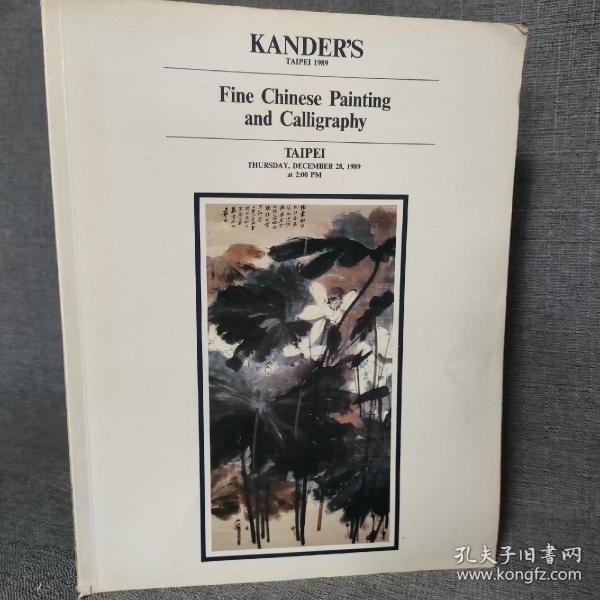 KANDER'S
TAIPEI 1989
Fine Chinese Painting
and Calligraphy
TAIPEI
THURSDAY, DECEMBER 28, 1989
at 2:00 PM
孔夫子旧书网
www.kongfz.com